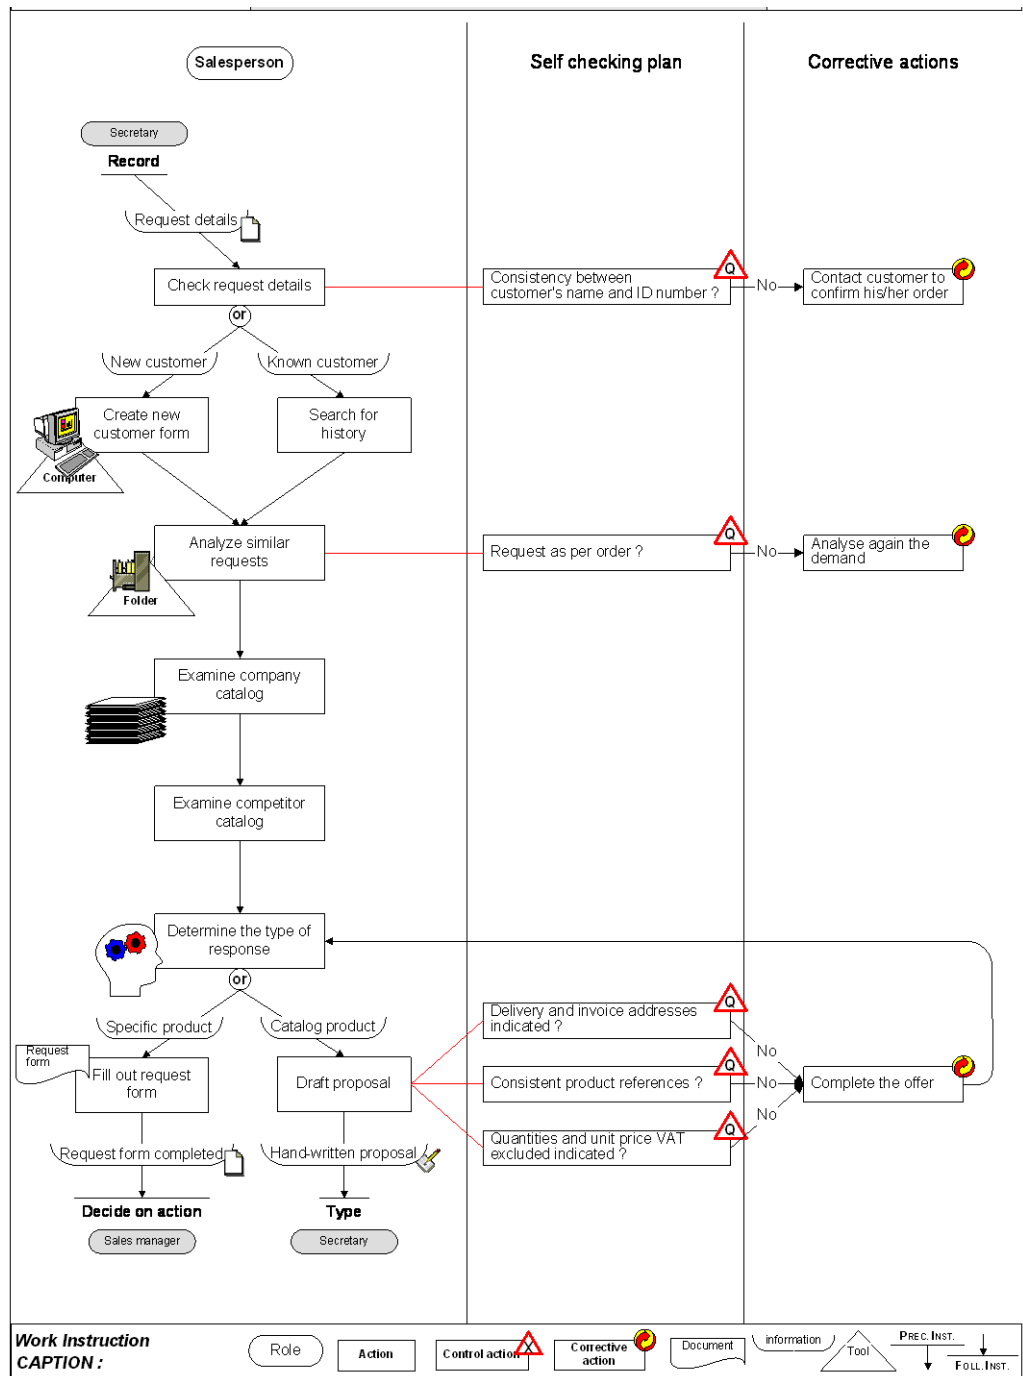 Salesperson
Self checking plan
Corrective actions
Secretary
Record
Request details
Check request details
Consistency between
customer's name and ID number ?
Q
No
Contact customer to
confirm his/her order
or
New customer
Known customer
Create new
customer form
Search for
history
Computer
Analyze similar
requests
Request as per order ?
Q
No
Analyse again the
demand
Folder
Examine company
catalog
Examine competitor
catalog
Determine the type of
response
or
Specific product
Catalog product
Delivery and invoice addresses
indicated ?
Q
No
Request
form
Fill out request
form
Draft proposal
Consistent product references ?
Q
No
Complete the offer
Quantities and unit price VAT
excluded indicated ?
Q
No
Request form completed
Hand-written proposal
Decide on action
Type
Sales manager
Secretary
Work Instruction
CAPTION :
Role
Action
Control action
X
Corrective
action
Document
information
Tool
PREC. INST.
FOLL. INST.